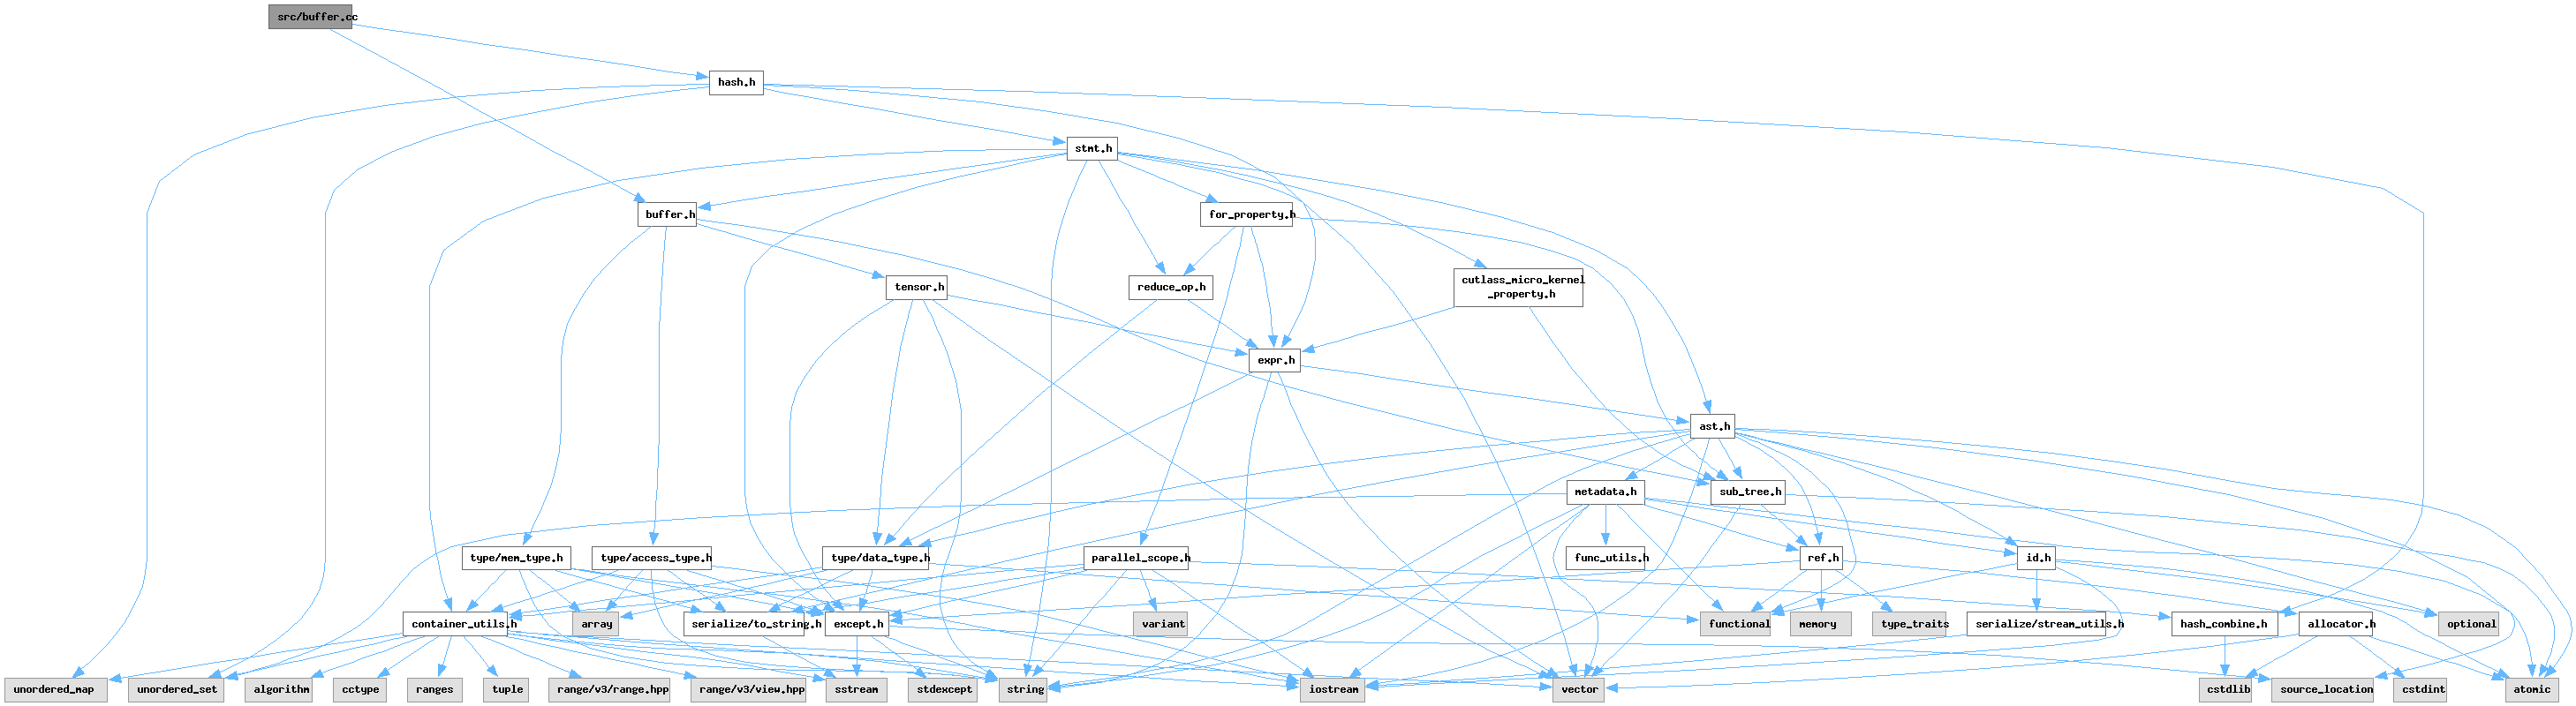 src/buffer.cc
hash.h
stmt.h
buffer.h
for_property.h
tensor.h
reduce_op.h
cutlass_micro_kernel
_property.h
expr.h
ast.h
metadata.h
sub_tree.h
type/mem_type.h
type/access_type.h
type/data_type.h
parallel_scope.h
func_utils.h
ref.h
id.h
container_utils.h
array
serialize/to_string.h
except.h
variant
functional
memory
type_traits
serialize/stream_utils.h
hash_combine.h
allocator.h
optional
unordered_map
unordered_set
algorithm
cctype
ranges
tuple
range/v3/range.hpp
range/v3/view.hpp
sstream
stdexcept
string
iostream
vector
cstdlib
source_location
cstdint
atomic